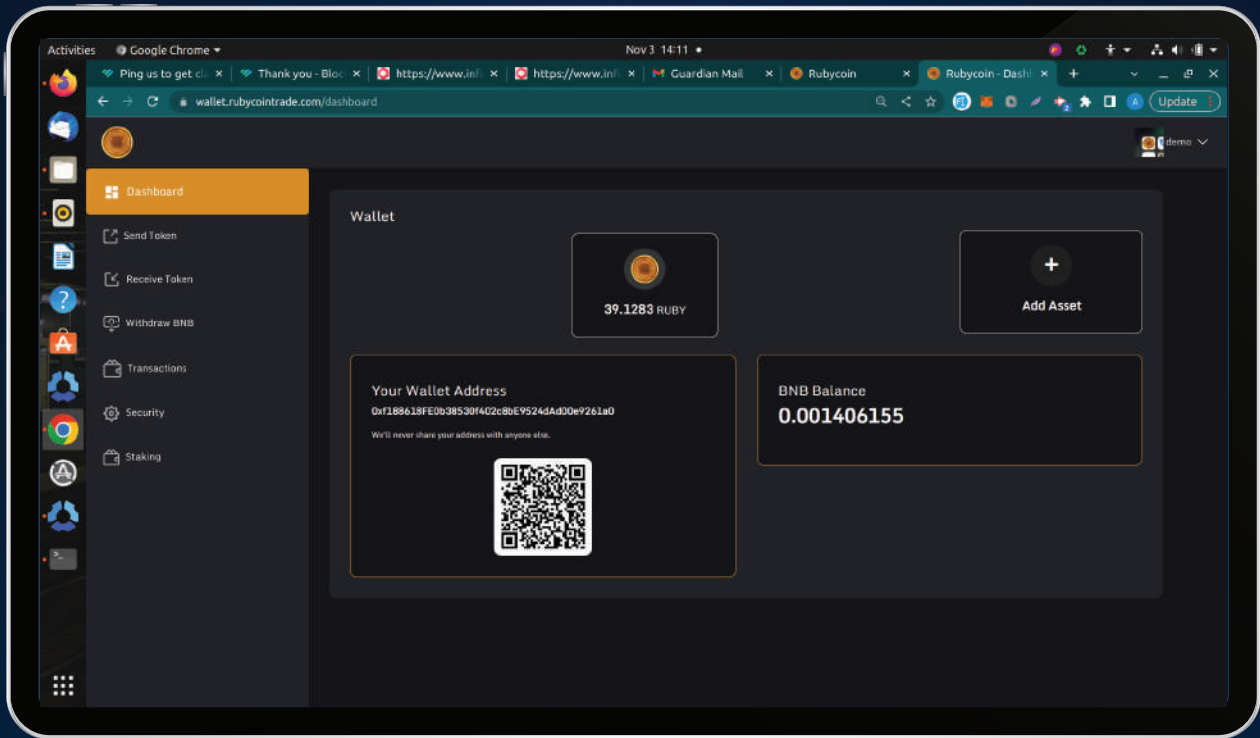 Activities
Google Chrome
Nov 3 14:11
Ping us to get cl
Thank you - Bloc
https://www.infi
https://www.infi
Guardian Mail
Rubycoin
Rubycoin - Dash
wallet.rubycointrade.com/dashboard
Update
demo
Dashboard
Send Token
Receive Token
Withdraw BNB
Transactions
Security
Staking
Wallet
39.1283 RUBY
Add Asset
Your Wallet Address
0xf188618FE0b38530f402c8bE9524dAd00e9261a0
We'll never share your address with anyone else.
BNB Balance
0.001406155